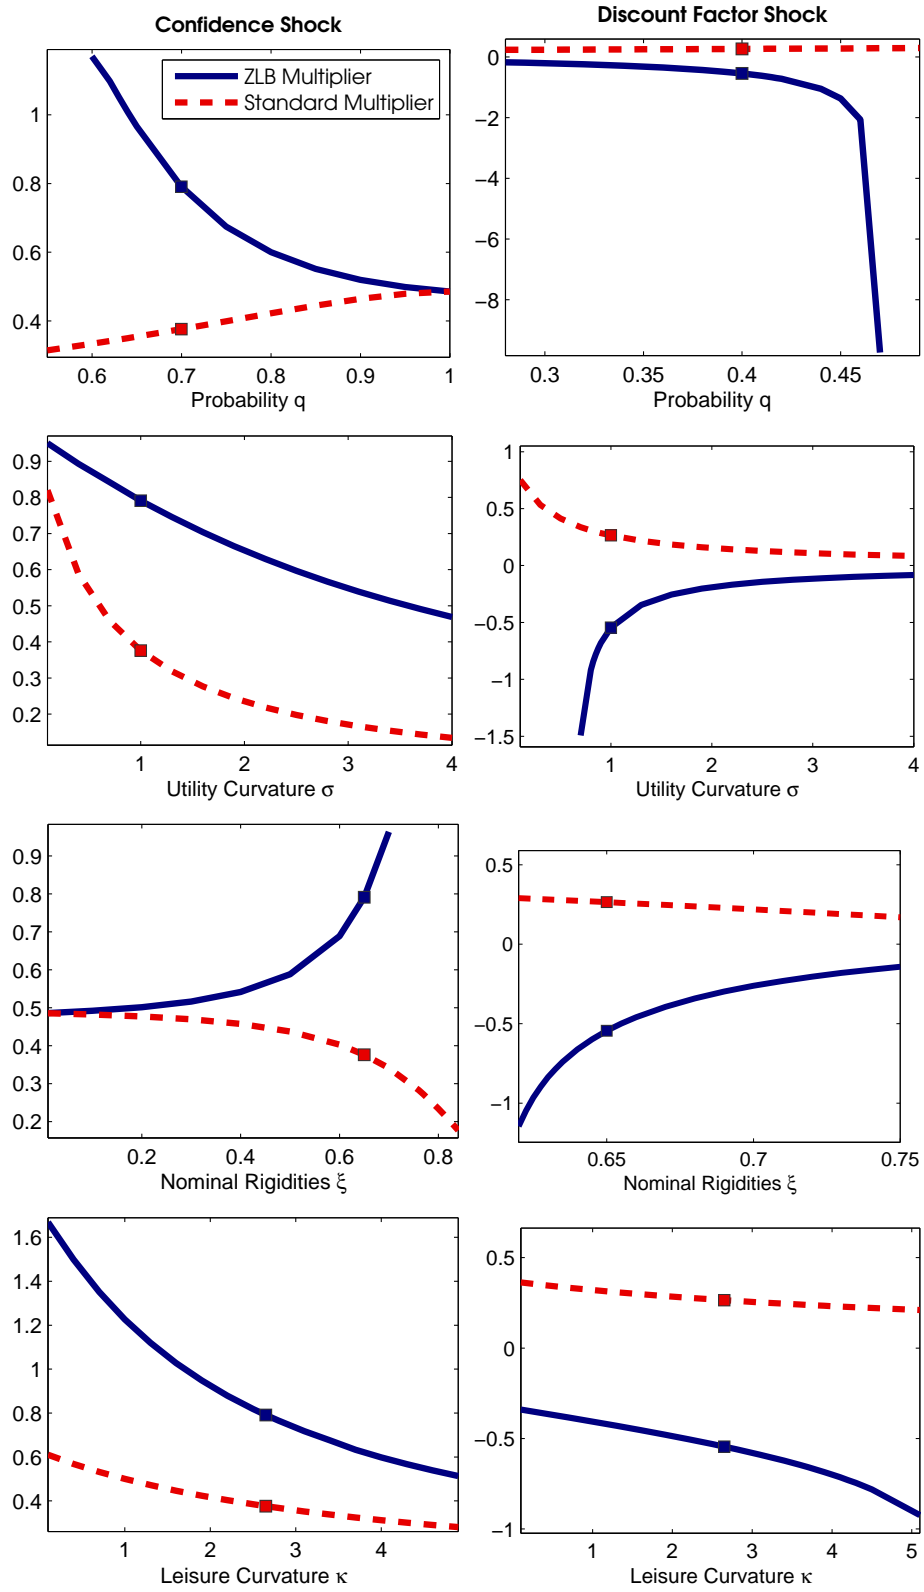 Confidence Shock
ZLB Multiplier
Standard Multiplier
1
0.8
0.6
0.4
0.6 0.7 0.8 0.9 1
Probability q
Discount Factor Shock
0
−2
−4
−6
−8
0.3 0.35 0.4 0.45
Probability q
0.9
0.8
0.7
0.6
0.5
0.4
0.3
0.2
1 2 3 4
Utility Curvature σ
1
0.5
0
−0.5
−1
−1.5
1 2 3 4
Utility Curvature σ
0.9
0.8
0.7
0.6
0.5
0.4
0.3
0.2
0.2 0.4 0.6 0.8
Nominal Rigidities ξ
0.5
0
−0.5
−1
0.65 0.7 0.75
Nominal Rigidities ξ
1.6
1.4
1.2
1
0.8
0.6
0.4
1 2 3 4
Leisure Curvature κ
0.5
0
−0.5
−1
1 2 3 4 5
Leisure Curvature κ